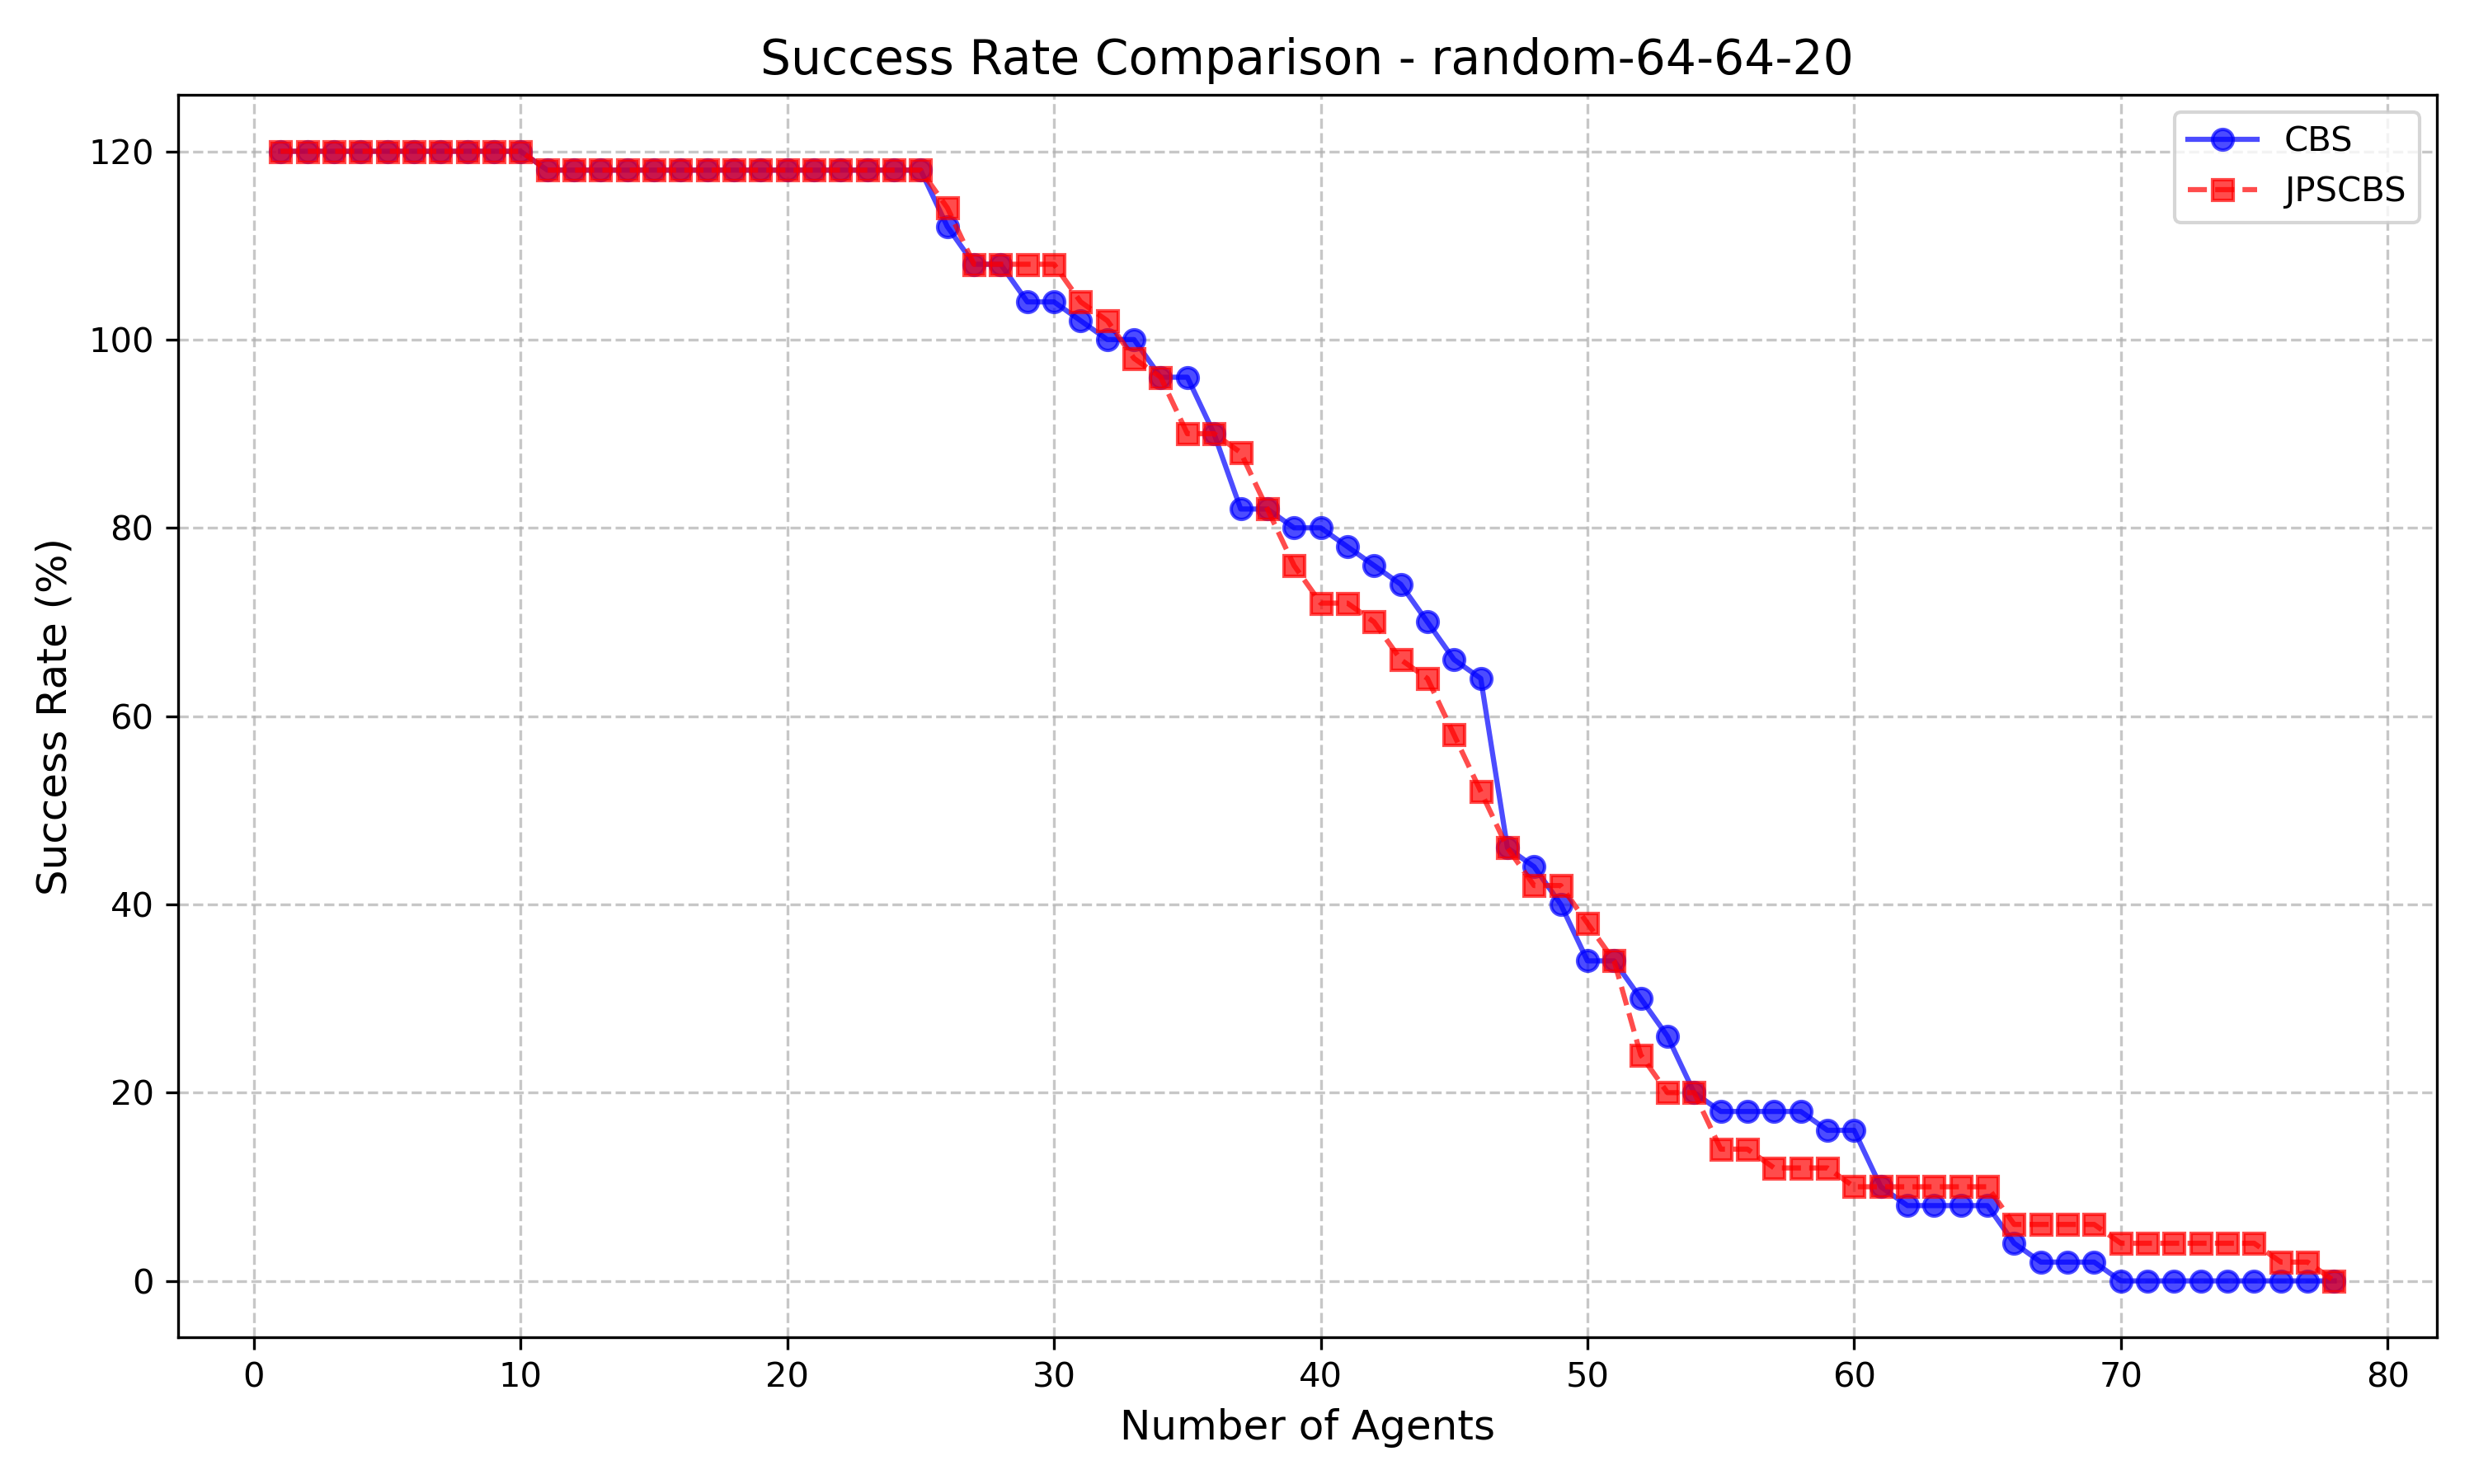 Success Rate Comparison - random-64-64-20
CBS
JPSCBS
120
100
80
60
40
20
0
Success Rate (%)
0 10 20 30 40 50 60 70 80
Number of Agents